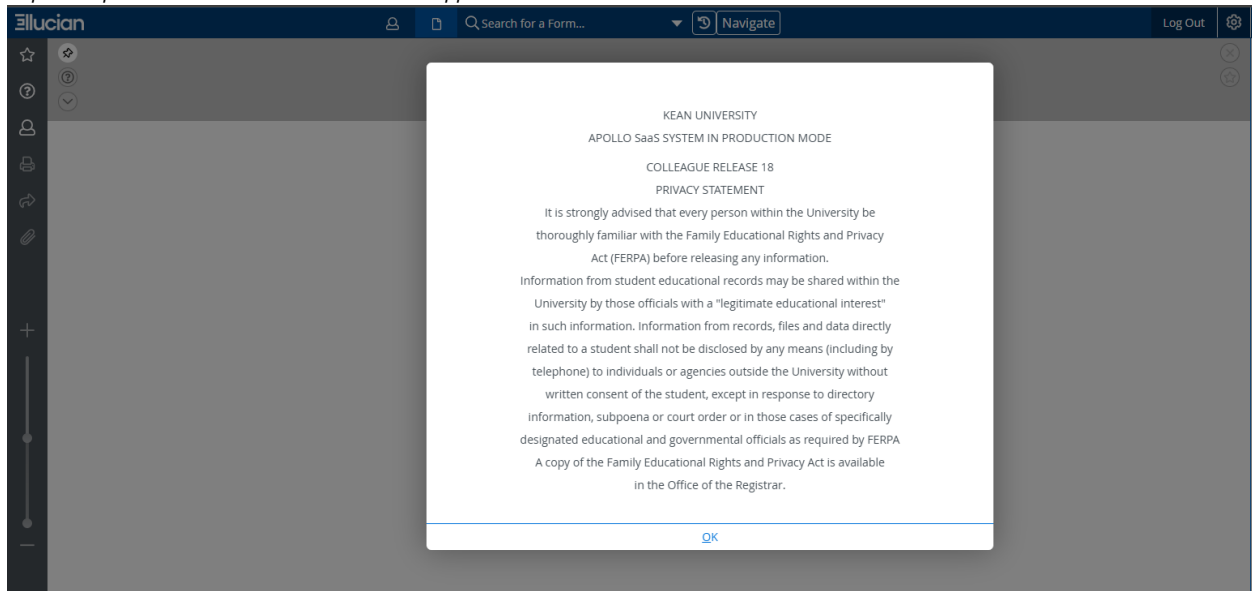 Ellucian
Search for a Form...
Navigate
Log Out
KEAN UNIVERSITY
APOLLO SaaS SYSTEM IN PRODUCTION MODE
COLLEAGUE RELEASE 18
PRIVACY STATEMENT
It is strongly advised that every person within the University be
thoroughly familiar with the Family Educational Rights and Privacy
Act (FERPA) before releasing any information.
Information from student educational records may be shared within the
University by those officials with a "legitimate educational interest"
in such information. Information from records, files and data directly
related to a student shall not be disclosed by any means (including by
telephone) to individuals or agencies outside the University without
written consent of the student, except in response to directory
information, subpoena or court order or in those cases of specifically
designated educational and governmental officials as required by FERPA
A copy of the Family Educational Rights and Privacy Act is available
in the Office of the Registrar.
OK